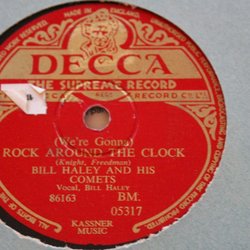 MADE IN ENGLAND.
DECCA
THE SUPREME RECORD
(We're Gonna)
ROCK AROUND THE CLOCK
(Knight, Freedman)
BILL HALEY AND HIS
COMETS
Vocal, BILL HALEY
86163 BM.
05317
KASSNER
MUSIC